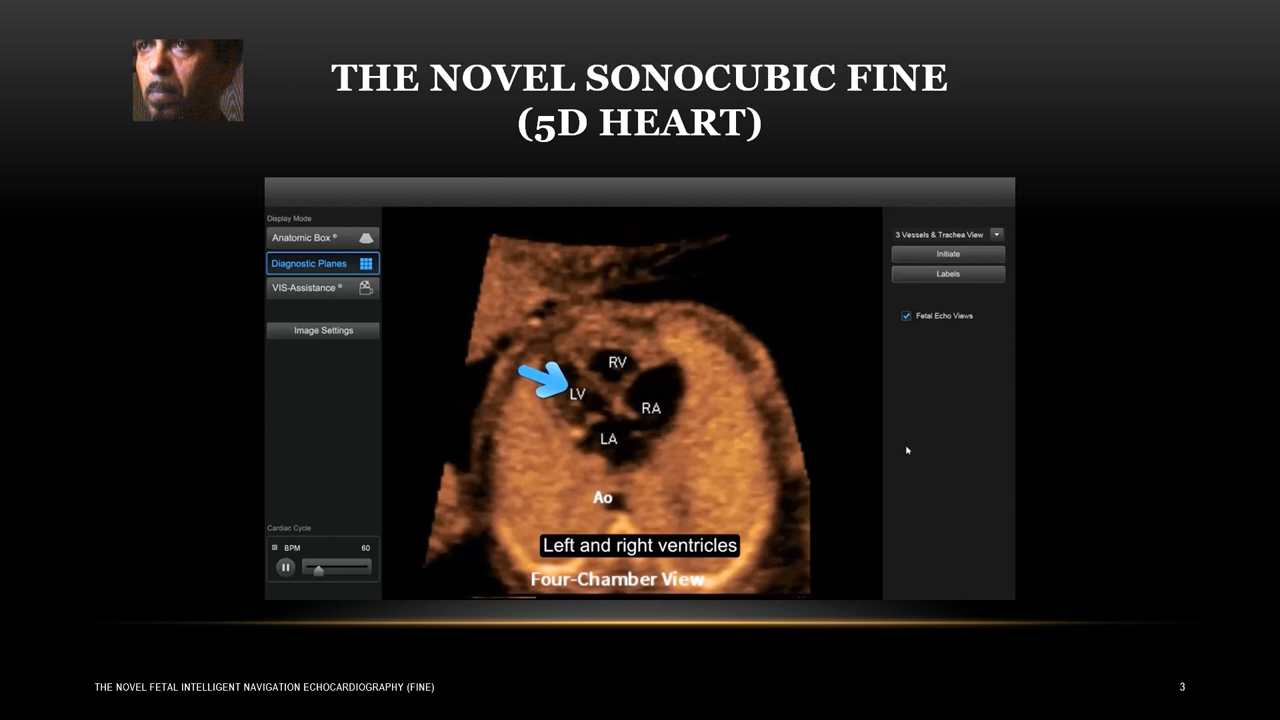 THE NOVEL SONOCUBIC FINE
(5D HEART)
Display Mode
Anatomic Box ®
Diagnostic Planes
VIS-Assistance ®
Image Settings
3 Vessels & Trachea View
Initiate
Labels
Fetal Echo Views
RV
LV
RA
LA
Ao
Left and right ventricles
Four-Chamber View
Cardiac Cycle
BPM 60
THE NOVEL FETAL INTELLIGENT NAVIGATION ECHOCARDIOGRAPHY (FINE)
3